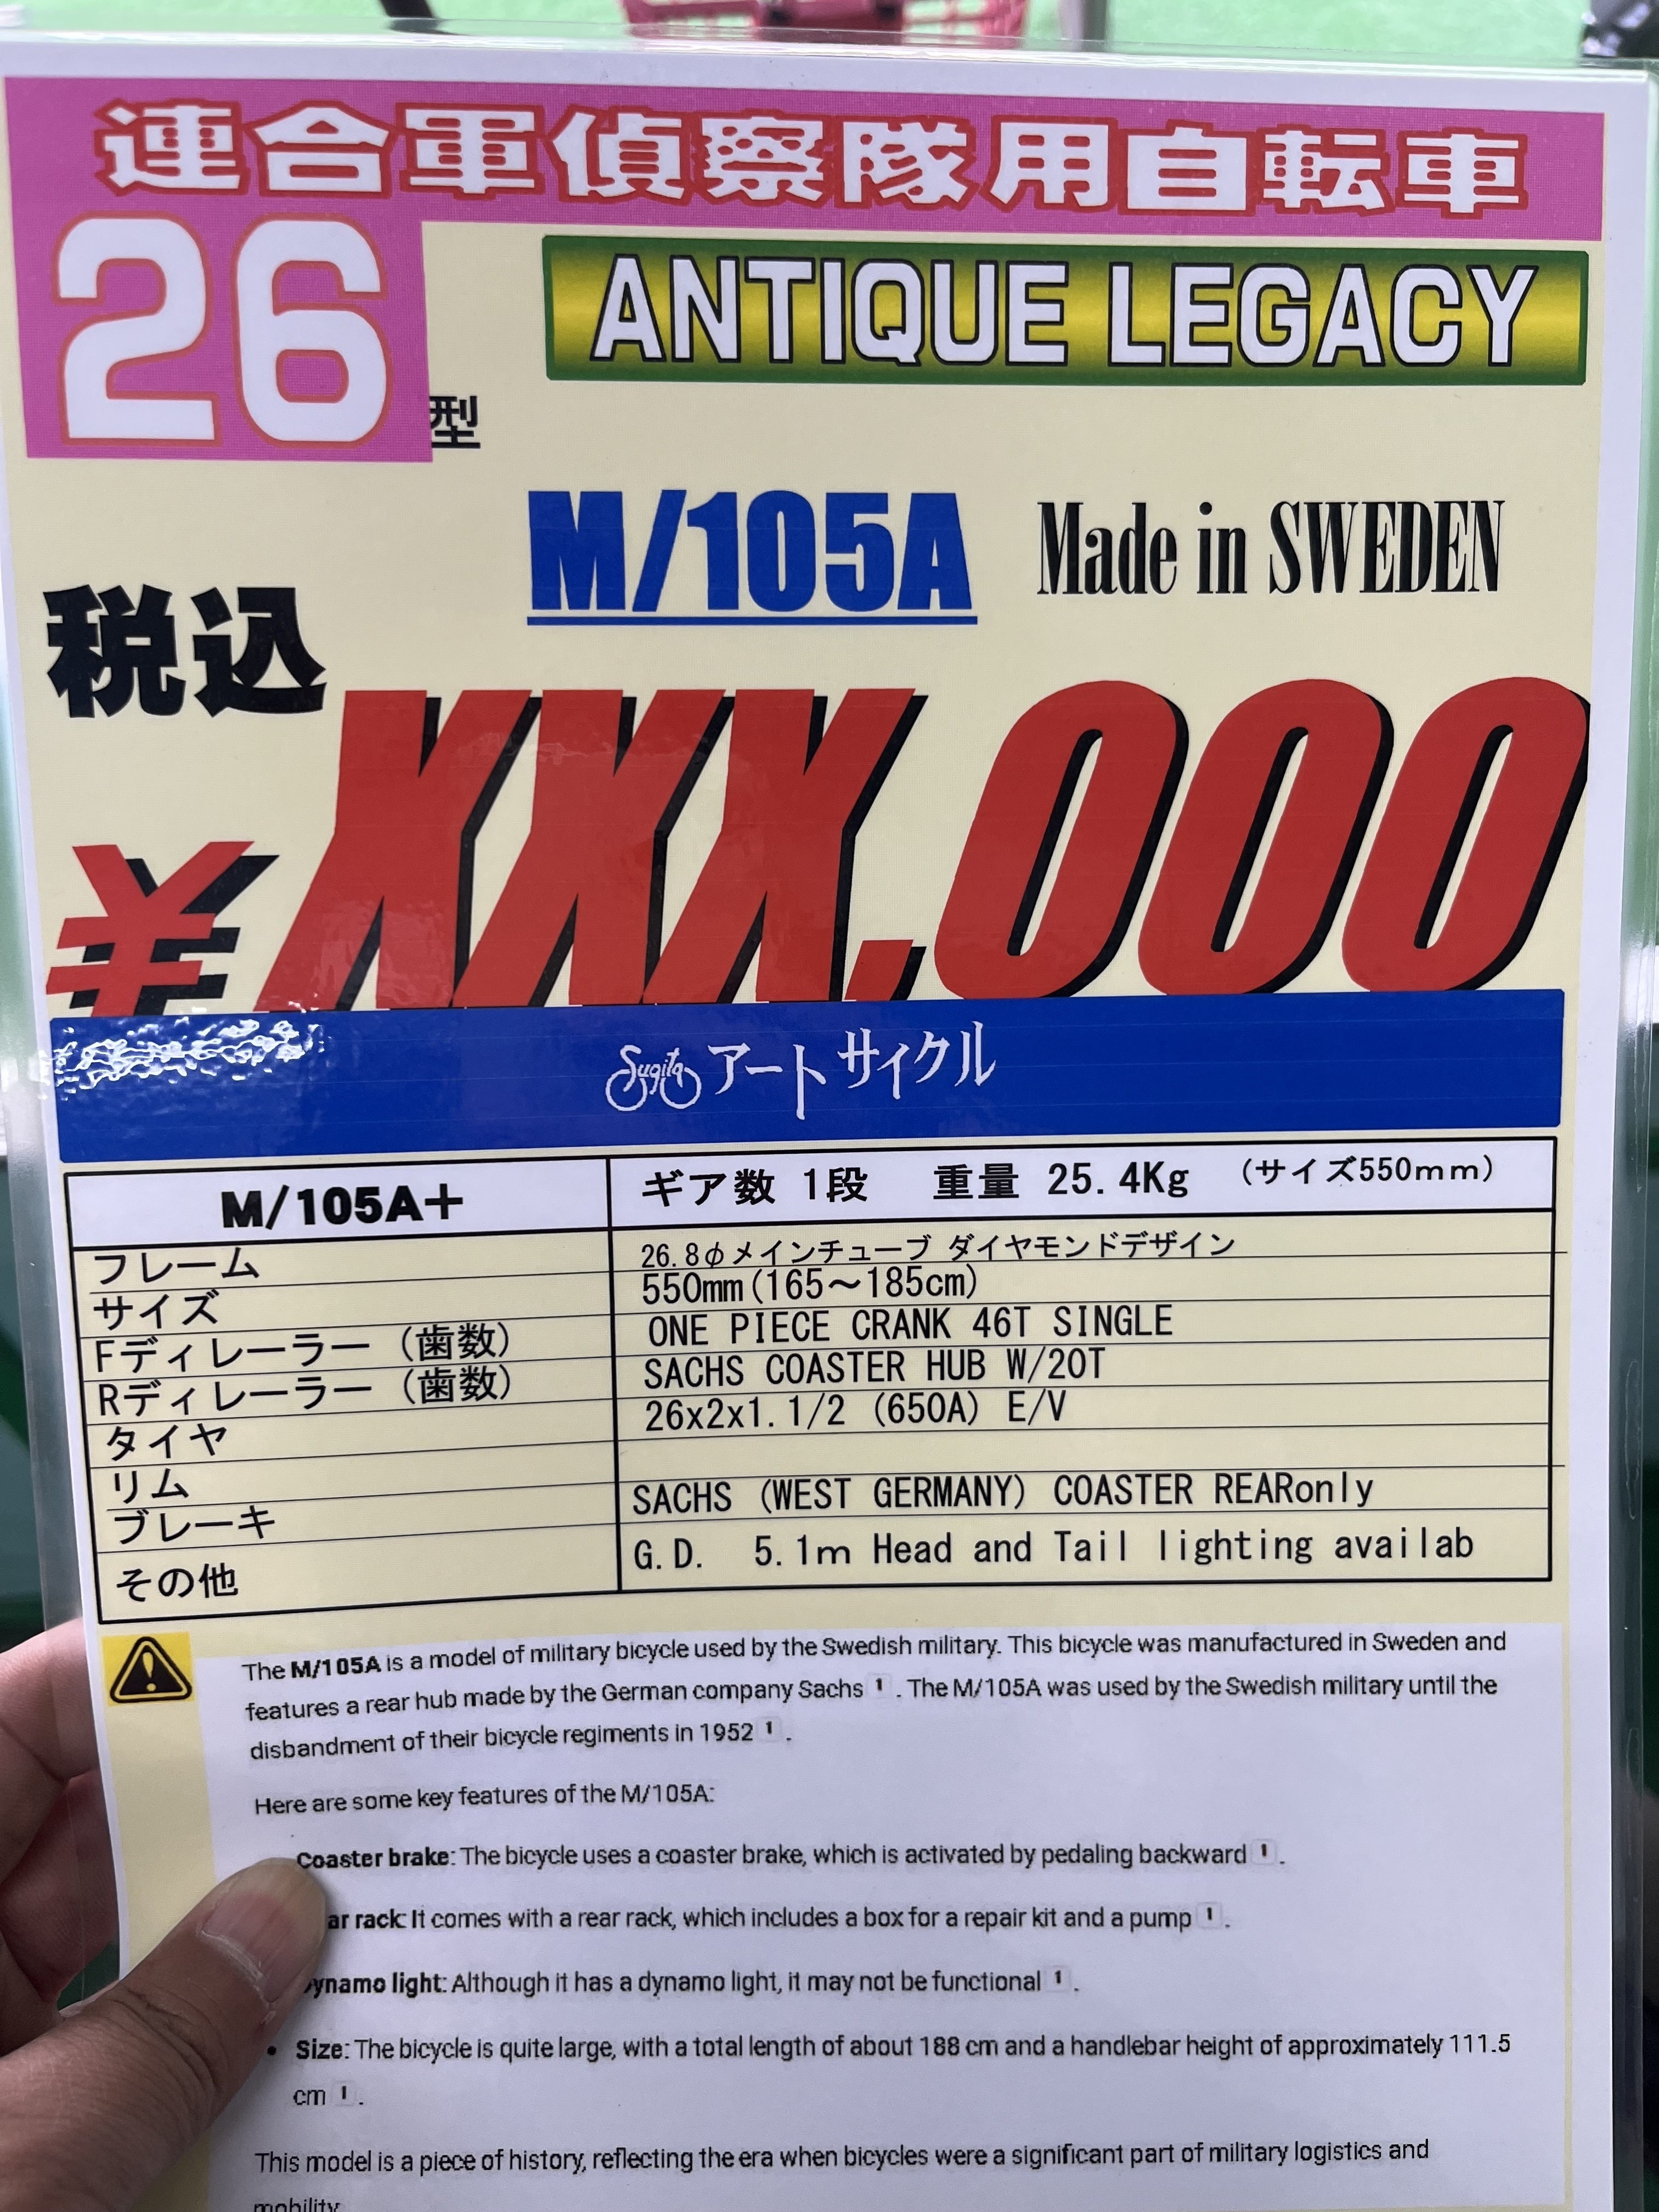 連合軍偵察隊用自転車
26型
ANTIQUE LEGACY
M/105A Made in SWEDEN
税込
¥XXX.000
Sugita アートサイクル
M/105A+ ギア数 1段 重量 25.4Kg (サイズ550mm)
フレーム 26.8φメインチューブ ダイヤモンドデザイン
サイズ 550mm(165～185cm)
Fディレーラー(歯数) ONE PIECE CRANK 46T SINGLE
Rディレーラー(歯数) SACHS COASTER HUB W/20T
タイヤ 26x2x1.1/2 (650A) E/V
リム
ブレーキ SACHS (WEST GERMANY) COASTER REARonly
その他 G.D. 5.1m Head and Tail lighting availab
The M/105A is a model of military bicycle used by the Swedish military. This bicycle was manufactured in Sweden and
features a rear hub made by the German company Sachs 1 . The M/105A was used by the Swedish military until the
disbandment of their bicycle regiments in 1952 1 .
Here are some key features of the M/105A:
Coaster brake: The bicycle uses a coaster brake, which is activated by pedaling backward 1 .
ar rack: It comes with a rear rack, which includes a box for a repair kit and a pump 1 .
ynamo light: Although it has a dynamo light, it may not be functional 1 .
• Size: The bicycle is quite large, with a total length of about 188 cm and a handlebar height of approximately 111.5
cm 1 .
This model is a piece of history, reflecting the era when bicycles were a significant part of military logistics and
mobility